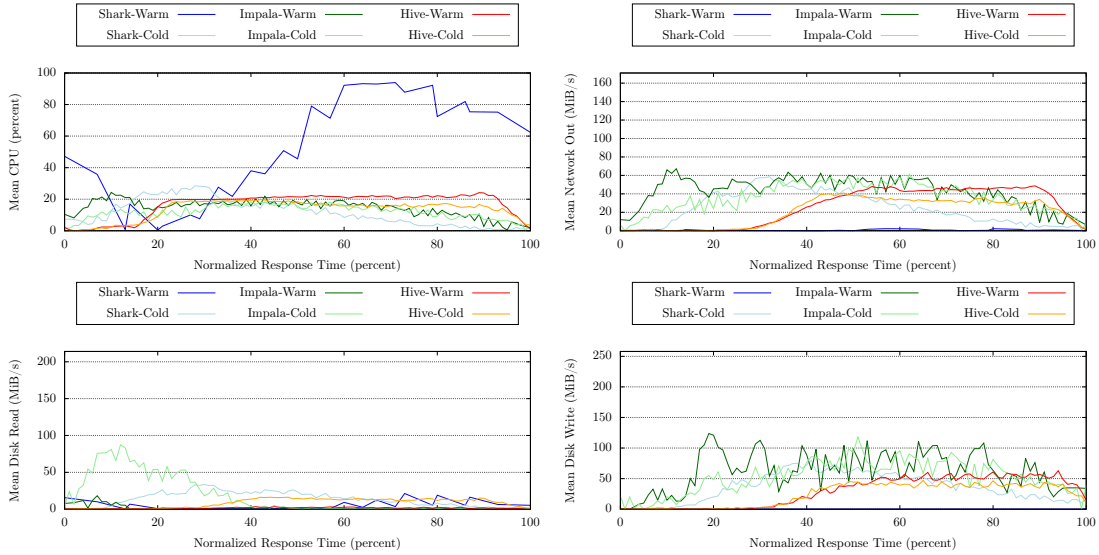 Shark-Warm Impala-Warm Hive-Warm
Shark-Cold Impala-Cold Hive-Cold
Mean CPU (percent)
100
80
60
40
20
0
0 20 40 60 80 100
Normalized Response Time (percent)
Shark-Warm Impala-Warm Hive-Warm
Shark-Cold Impala-Cold Hive-Cold
Mean Network Out (MiB/s)
160
140
120
100
80
60
40
20
0
0 20 40 60 80 100
Normalized Response Time (percent)
Shark-Warm Impala-Warm Hive-Warm
Shark-Cold Impala-Cold Hive-Cold
Mean Disk Read (MiB/s)
200
150
100
50
0
0 20 40 60 80 100
Normalized Response Time (percent)
Shark-Warm Impala-Warm Hive-Warm
Shark-Cold Impala-Cold Hive-Cold
Mean Disk Write (MiB/s)
250
200
150
100
50
0
0 20 40 60 80 100
Normalized Response Time (percent)